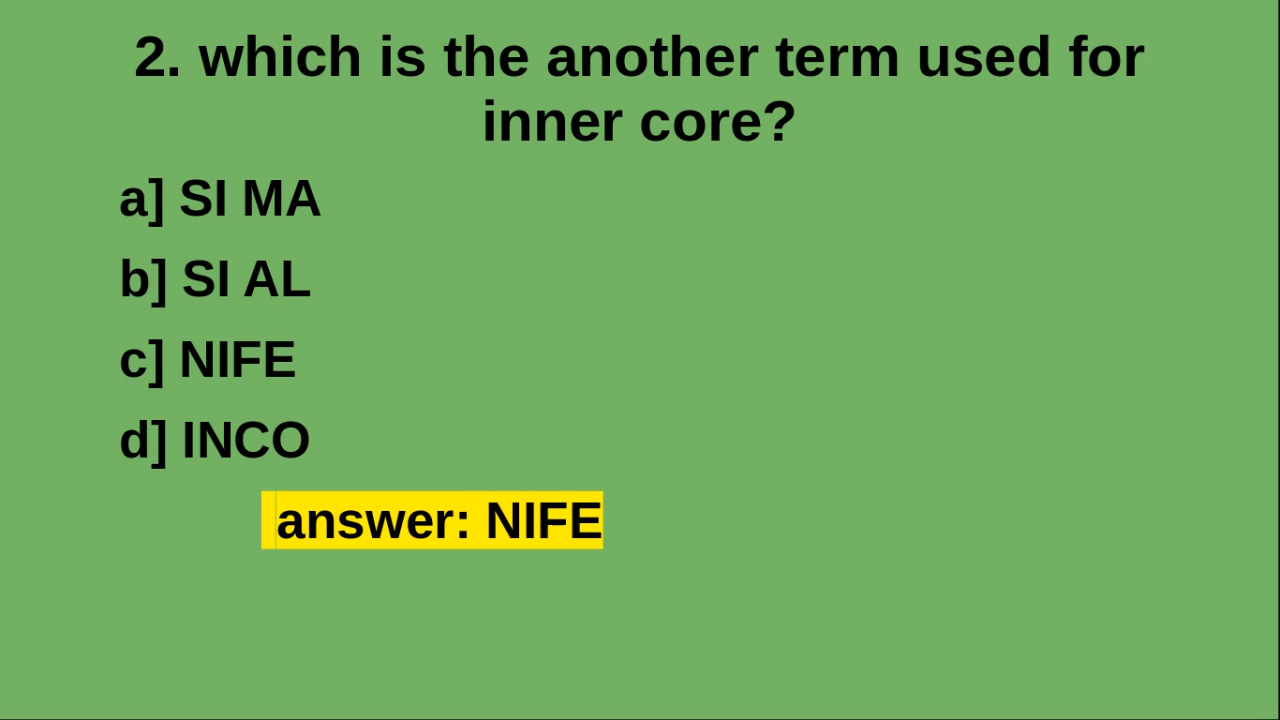 2. which is the another term used for
inner core?
a] SI MA
b] SI AL
c] NIFE
d] INCO
answer: NIFE